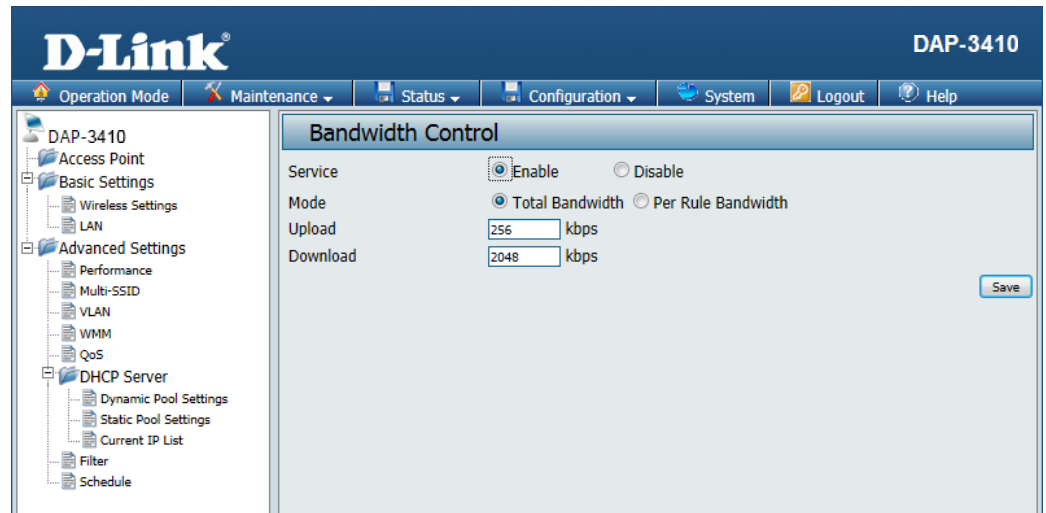 D-Link®
DAP-3410
Operation Mode Maintenance Status Configuration System Logout Help
DAP-3410
Access Point
Basic Settings
Wireless Settings
LAN
Advanced Settings
Performance
Multi-SSID
VLAN
WMM
QoS
DHCP Server
Dynamic Pool Settings
Static Pool Settings
Current IP List
Filter
Schedule
Bandwidth Control
Service Enable Disable
Mode Total Bandwidth Per Rule Bandwidth
Upload 256 kbps
Download 2048 kbps
Save